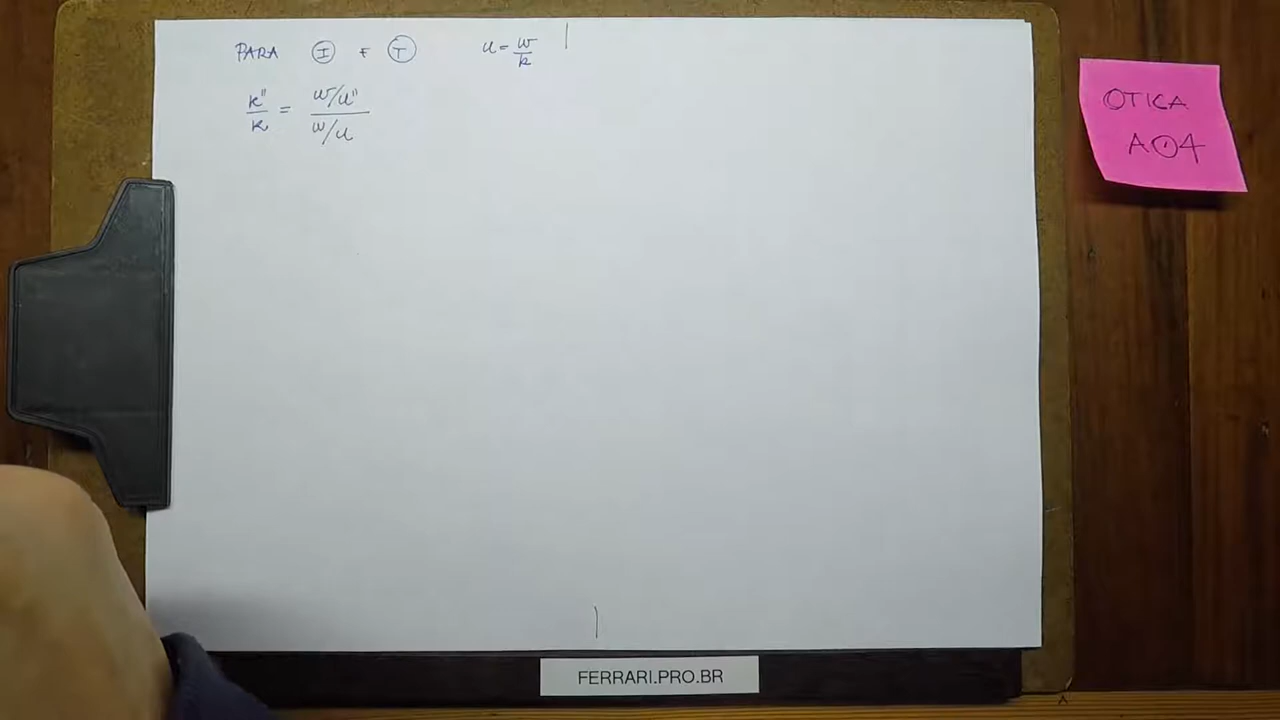 PARA I E T u = w/k
k"/k = (w/u")/(w/u)
OTICA
A04
FERRARI.PRO.BR